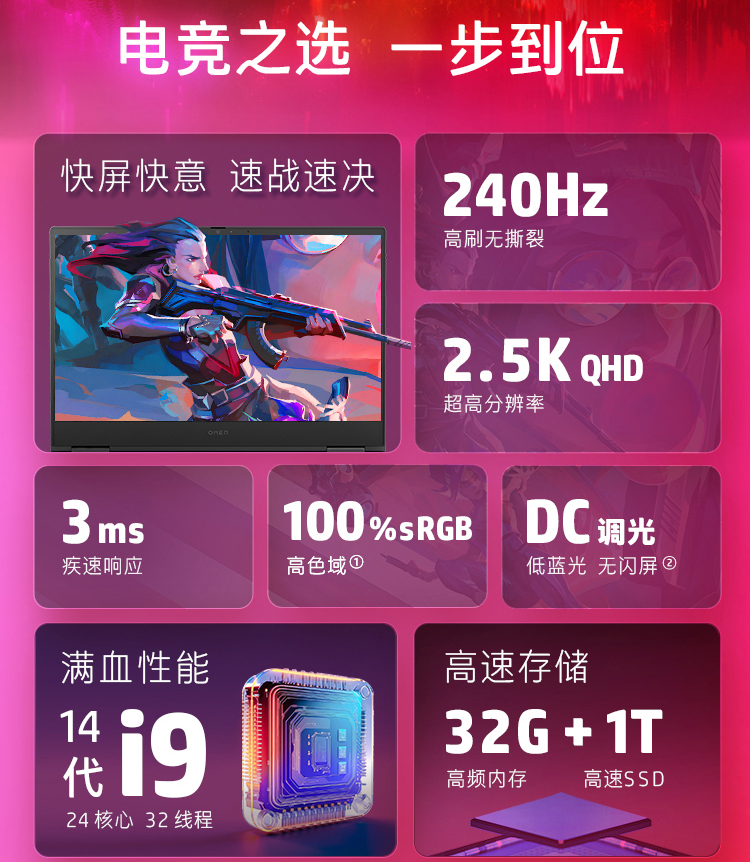 电竞之选 一步到位
快屏快意 速战速决
OMEN
240Hz
高刷无撕裂
2.5K QHD
超高分辨率
3ms
疾速响应
100%sRGB
高色域①
DC调光
低蓝光 无闪屏②
满血性能
14代 i9
24核心 32线程
高速存储
32G + 1T
高频内存 高速SSD